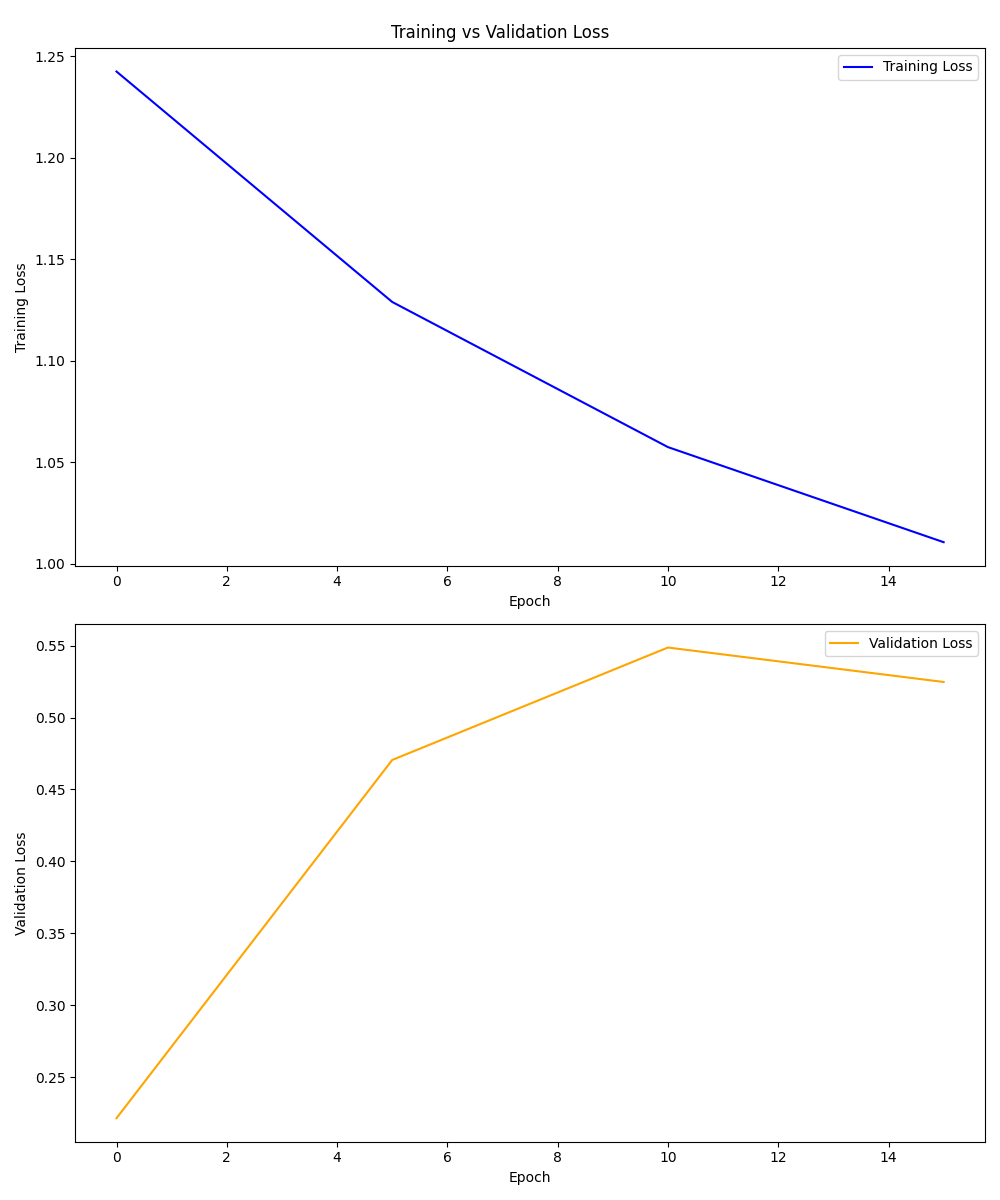 Training vs Validation Loss
Training Loss
1.25
1.20
1.15
1.10
1.05
1.00
Training Loss
0 2 4 6 8 10 12 14
Epoch
Validation Loss
0.55
0.50
0.45
0.40
0.35
0.30
0.25
Validation Loss
0 2 4 6 8 10 12 14
Epoch